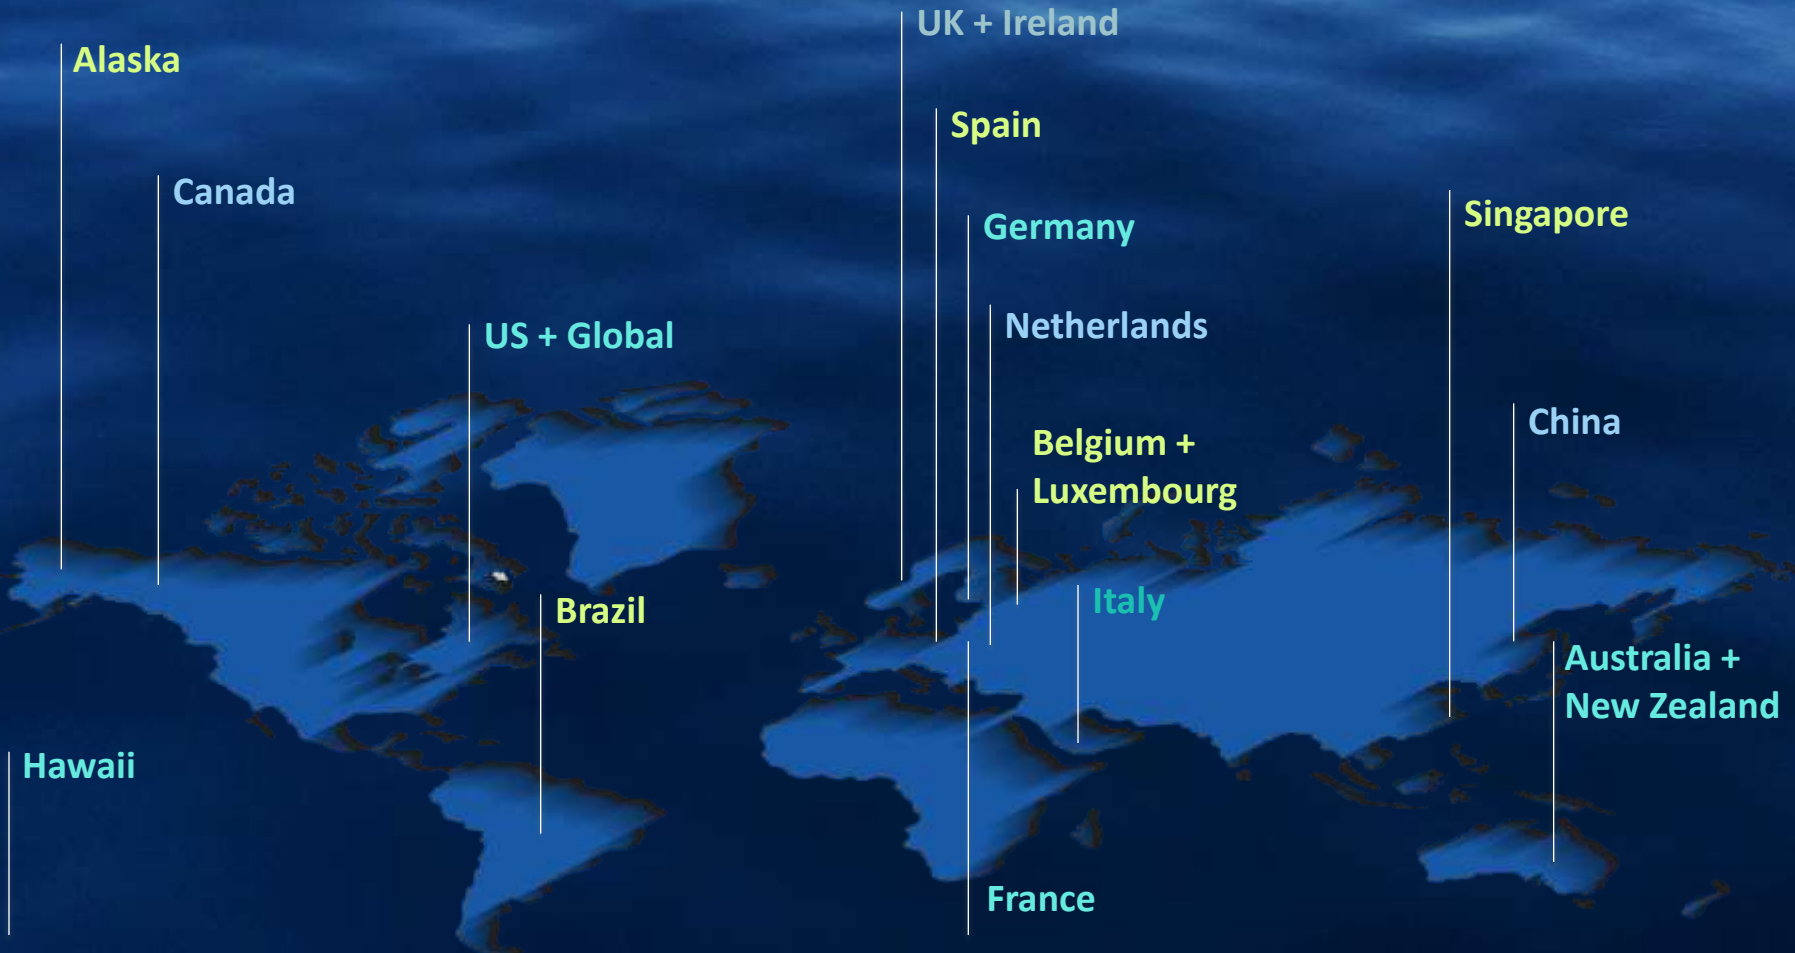 UK + Ireland
Alaska
Spain
Canada
Singapore
Germany
Netherlands
US + Global
China
Belgium +
Luxembourg
Italy
Brazil
Australia +
New Zealand
Hawaii
France